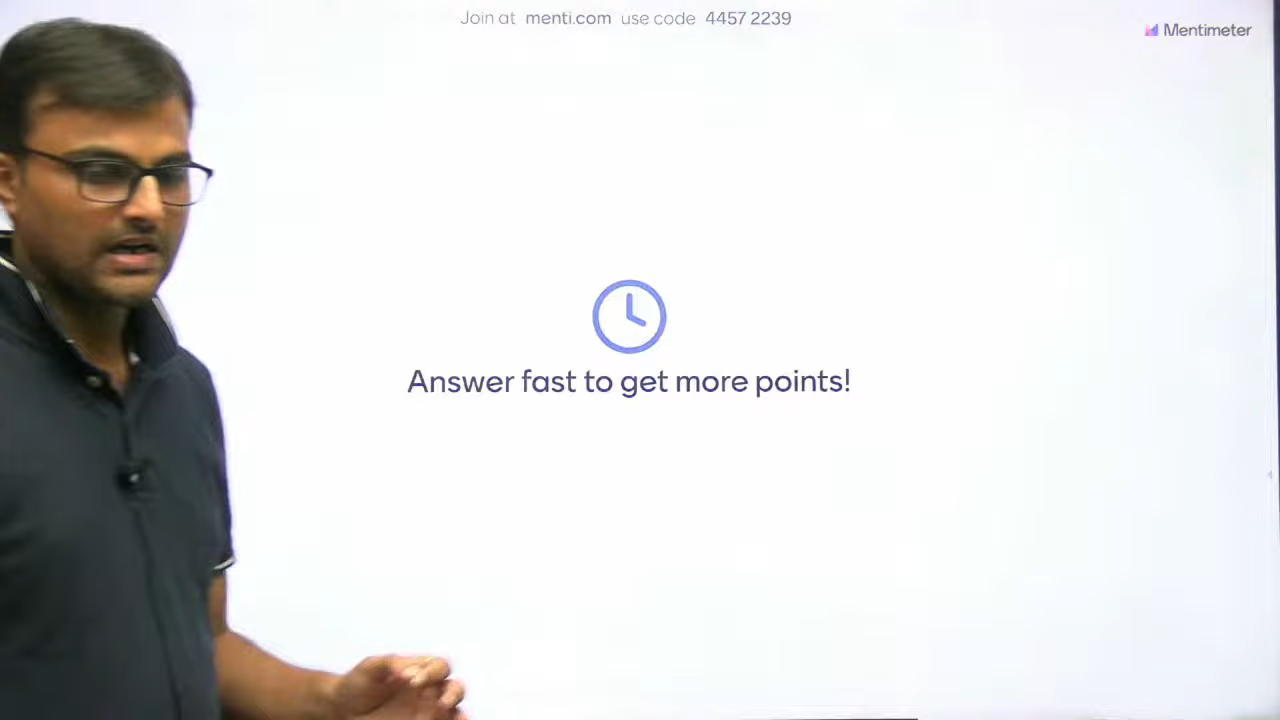 Join at menti.com use code 4457 2239
Mentimeter
Answer fast to get more points!